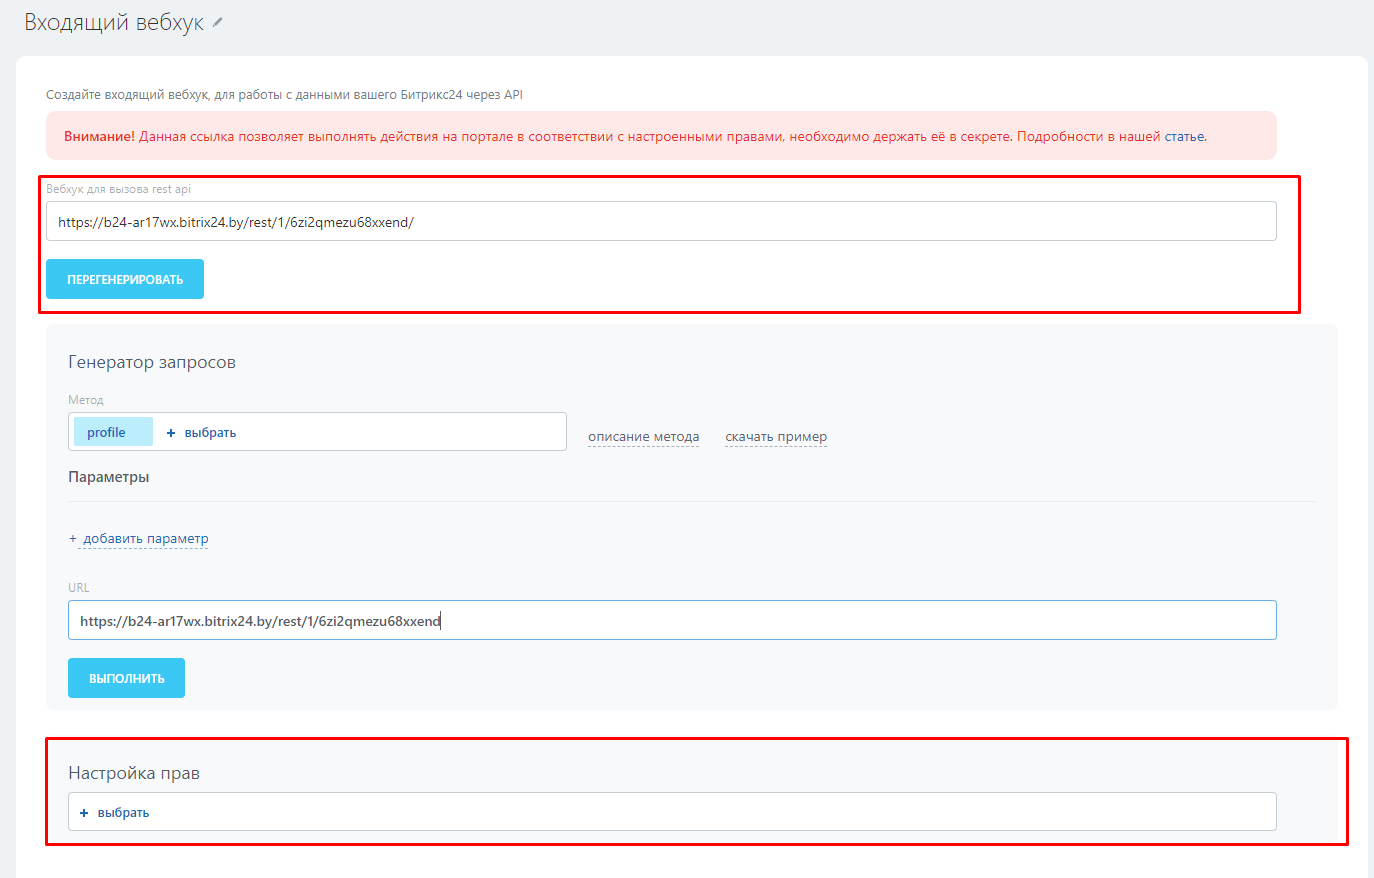 Входящий вебхук
Создайте входящий вебхук, для работы с данными вашего Битрикс24 через API
Внимание! Данная ссылка позволяет выполнять действия на портале в соответствии с настроенными правами, необходимо держать её в секрете. Подробности в нашей статье.
Вебхук для вызова rest api
https://b24-ar17wx.bitrix24.by/rest/1/6zi2qmezu68xxend/
ПЕРЕГЕНЕРИРОВАТЬ
Генератор запросов
Метод
profile + выбрать описание метода скачать пример
Параметры
+ добавить параметр
URL
https://b24-ar17wx.bitrix24.by/rest/1/6zi2qmezu68xxend
ВЫПОЛНИТЬ
Настройка прав
+ выбрать